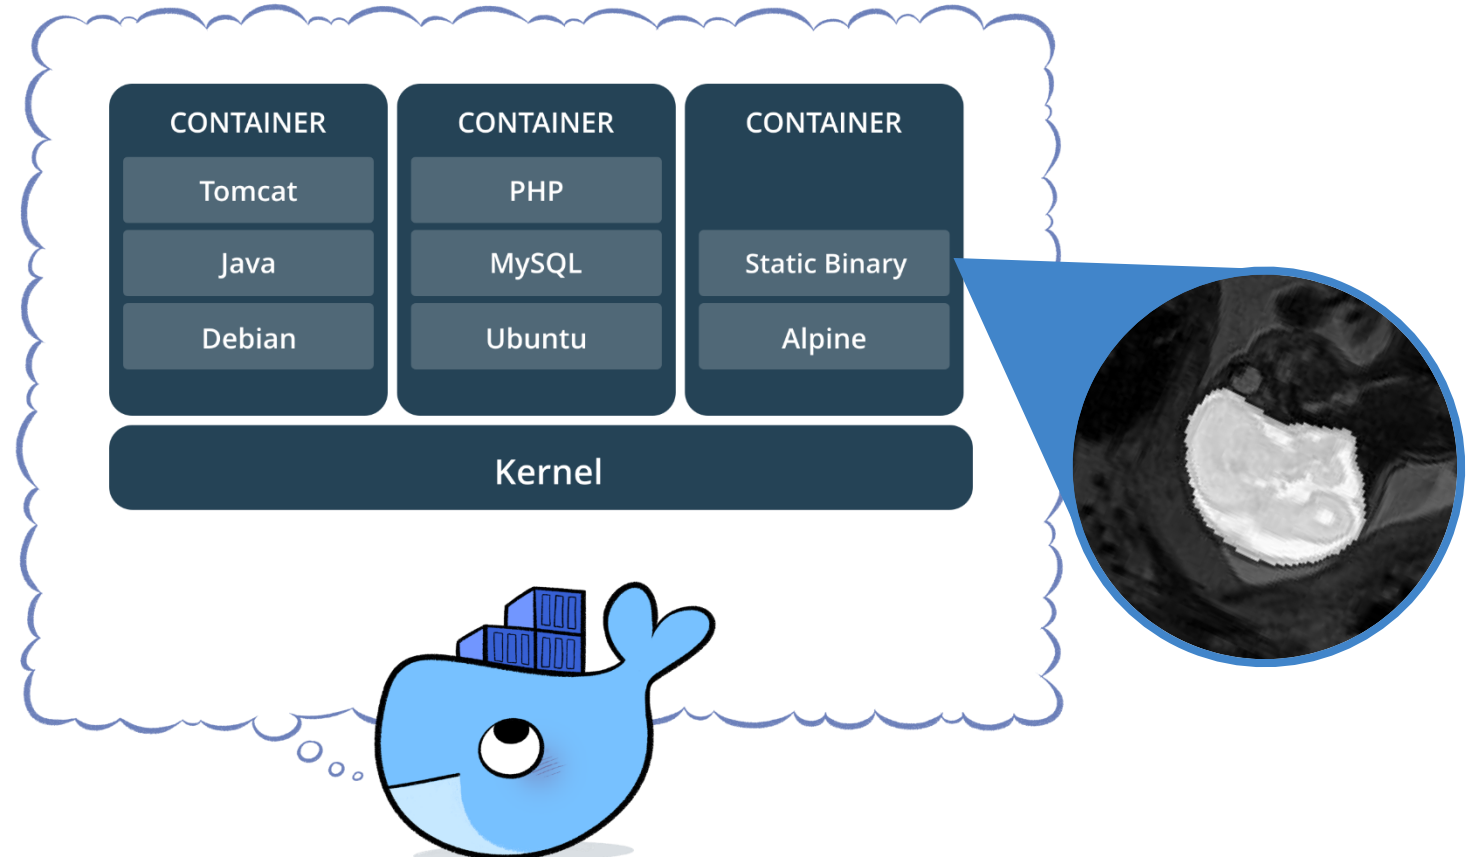 CONTAINER
Tomcat
Java
Debian
CONTAINER
PHP
MySQL
Ubuntu
CONTAINER
Static Binary
Alpine
Kernel